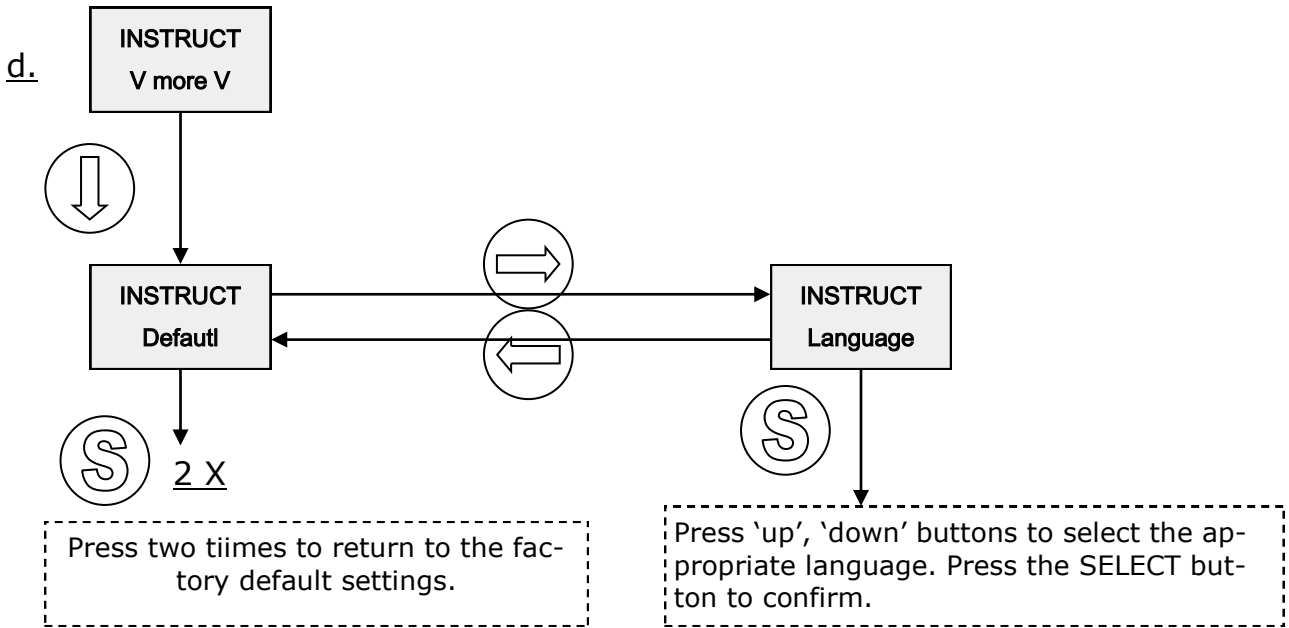 d.
INSTRUCT
V more V
INSTRUCT
Defautl
INSTRUCT
Language
S
2 X
S
Press two tiimes to return to the fac-
tory default settings.
Press ‘up’, ‘down’ buttons to select the ap-
propriate language. Press the SELECT but-
ton to confirm.